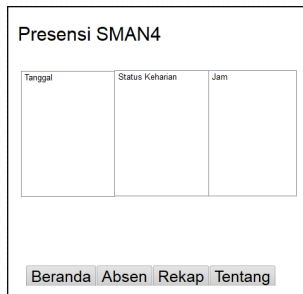 Presensi SMAN4
Tanggal Status Keharian Jam
Beranda Absen Rekap Tentang